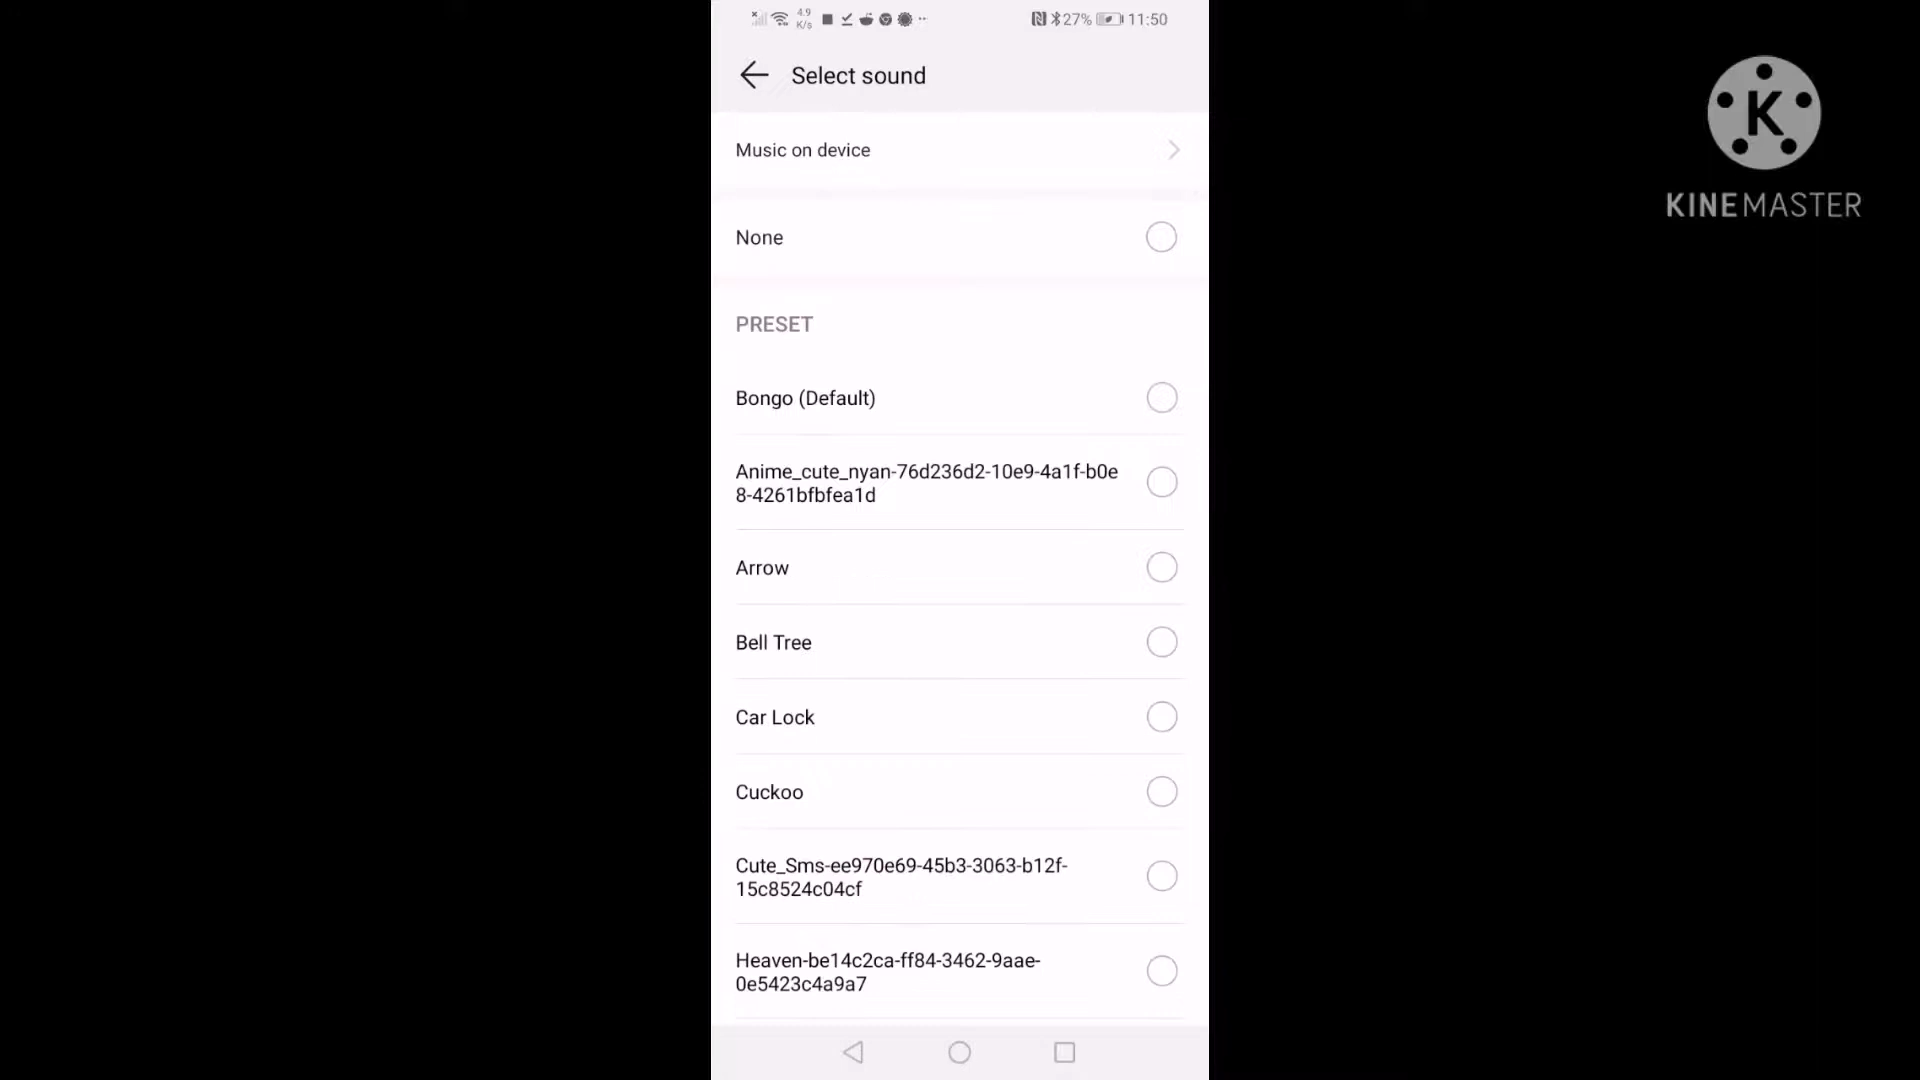 4.9
K/s
27%
11:50
Select sound
K
KINEMASTER
Music on device
None
PRESET
Bongo (Default)
Anime_cute_nyan-76d236d2-10e9-4a1f-b0e
8-4261bfbfea1d
Arrow
Bell Tree
Car Lock
Cuckoo
Cute_Sms-ee970e69-45b3-3063-b12f-
15c8524c04cf
Heaven-be14c2ca-ff84-3462-9aae-
0e5423c4a9a7